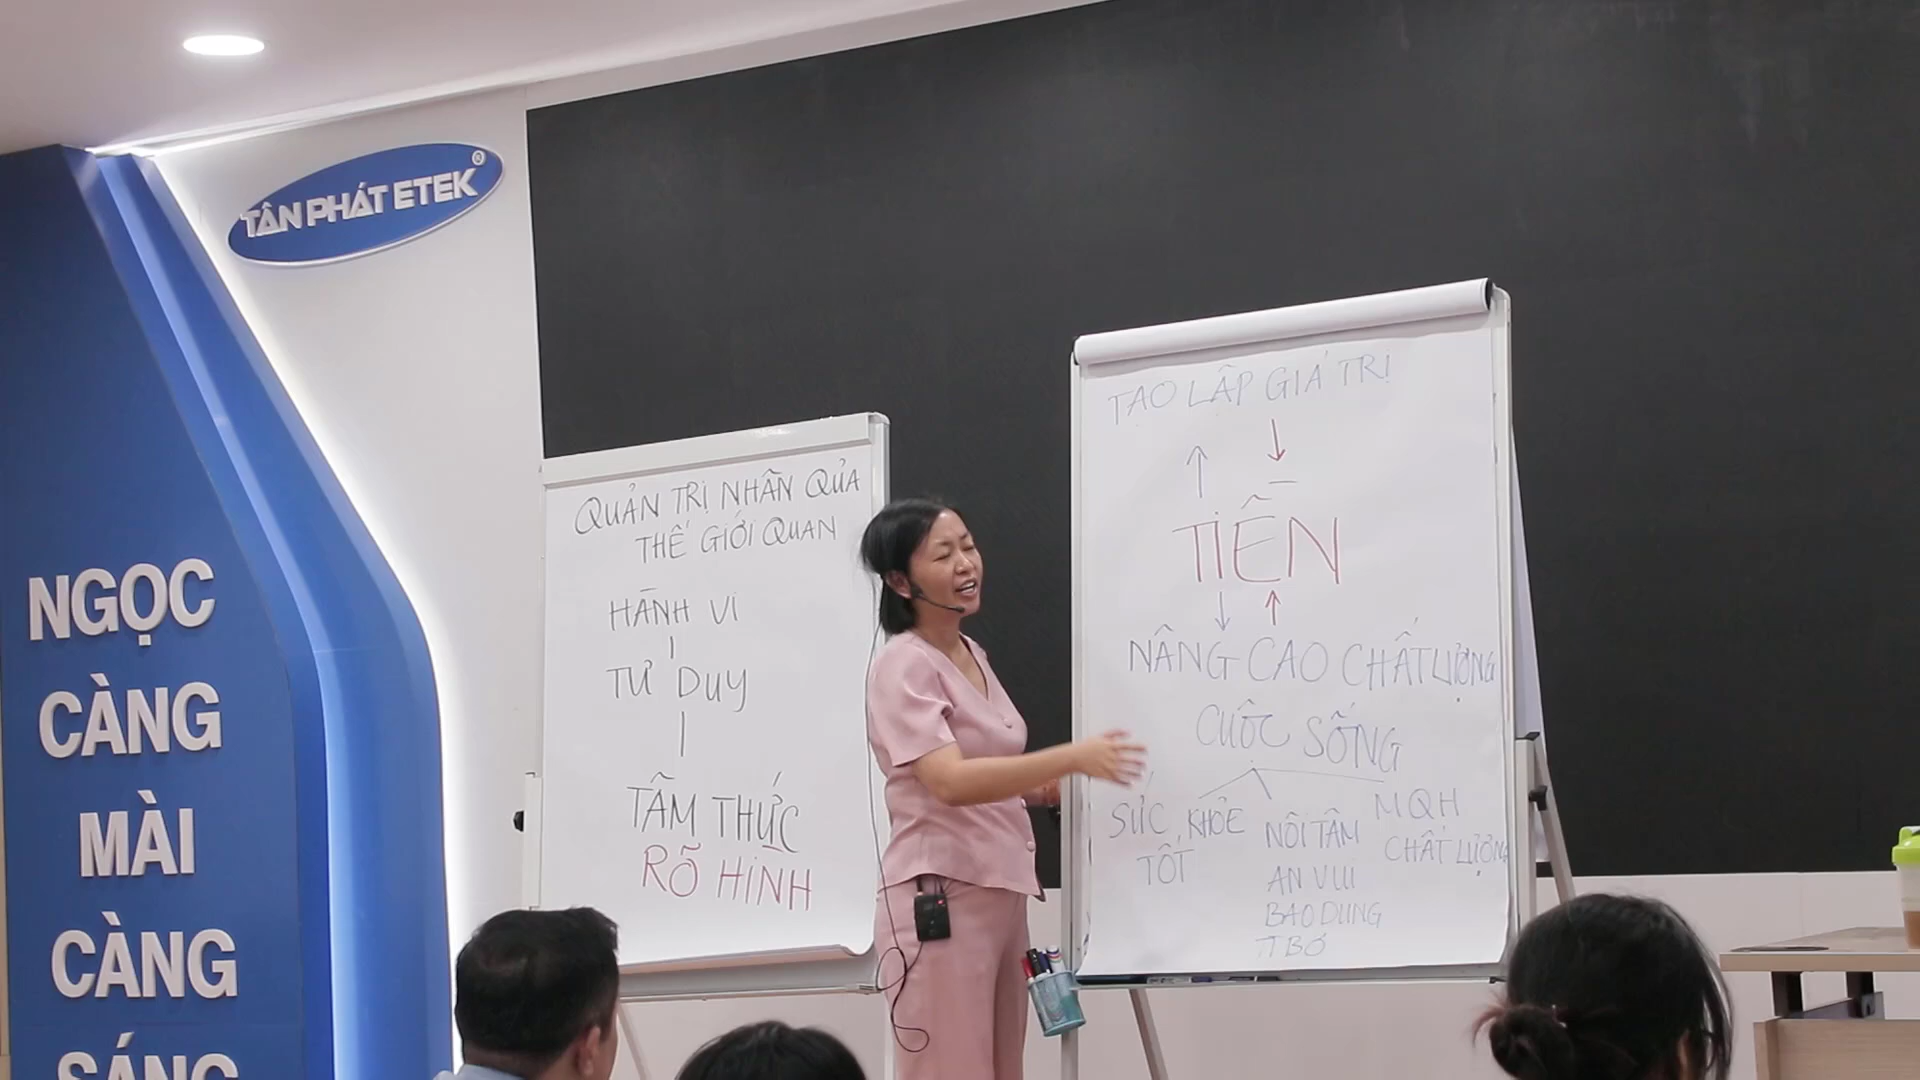 TÂN PHÁT ETEK ®
NGỌC
CÀNG
MÀI
CÀNG
SÁNG
QUẢN TRỊ NHÂN QUẢ
THẾ GIỚI QUAN
HÀNH VI
TƯ DUY
TÂM THỨC
RÕ HÌNH
TẠO LẬP GIÁ TRỊ
TIỀN
NÂNG CAO CHẤT LƯỢNG
CUỘC SỐNG
SỨC KHỎE
TỐT
NỘI TÂM
AN VUI
BAO DUNG
MQH
CHẤT LƯỢNG